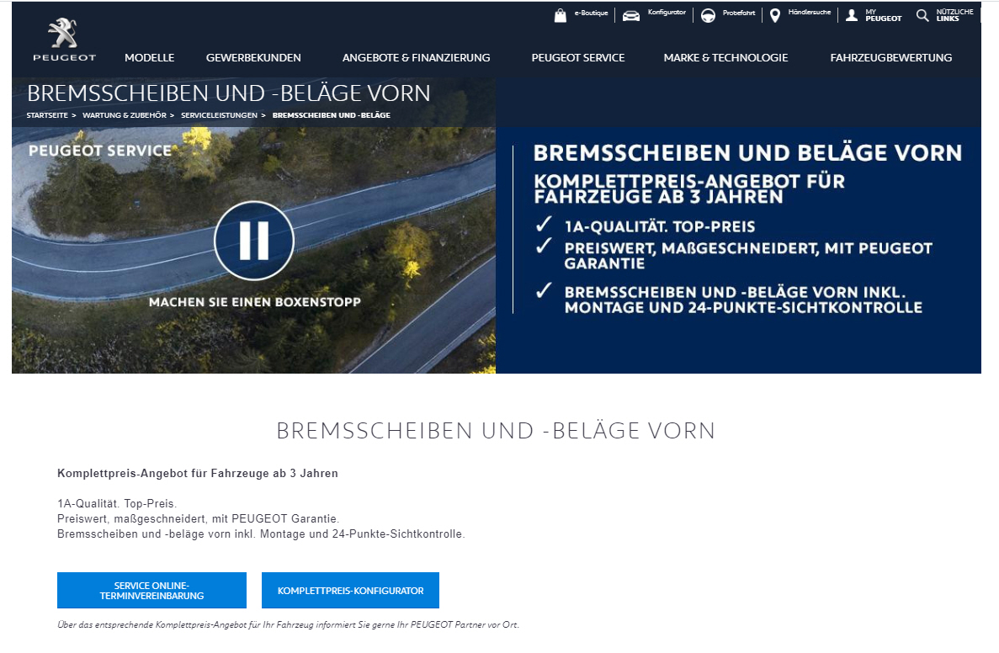 e-Boutique
Konfigurator
Probefahrt
Händlersuche
MY
PEUGEOT
NÜTZLICHE
LINKS
PEUGEOT
MODELLE
GEWERBEKUNDEN
ANGEBOTE & FINANZIERUNG
PEUGEOT SERVICE
MARKE & TECHNOLOGIE
FAHRZEUGBEWERTUNG
BREMSSCHEIBEN UND -BELÄGE VORN
STARTSEITE > WARTUNG & ZUBEHÖR > SERVICELEISTUNGEN > BREMSSCHEIBEN UND -BELÄGE
PEUGEOT SERVICE
MACHEN SIE EINEN BOXENSTOPP
BREMSSCHEIBEN UND BELÄGE VORN
KOMPLETTPREIS-ANGEBOT FÜR
FAHRZEUGE AB 3 JAHREN
✓ 1A-QUALITÄT. TOP-PREIS
✓ PREISWERT, MAßGESCHNEIDERT, MIT PEUGEOT
GARANTIE
✓ BREMSSCHEIBEN UND -BELÄGE VORN INKL.
MONTAGE UND 24-PUNKTE-SICHTKONTROLLE
BREMSSCHEIBEN UND -BELÄGE VORN
Komplettpreis-Angebot für Fahrzeuge ab 3 Jahren
1A-Qualität. Top-Preis.
Preiswert, maßgeschneidert, mit PEUGEOT Garantie.
Bremsscheiben und -beläge vorn inkl. Montage und 24-Punkte-Sichtkontrolle.
SERVICE ONLINE-
TERMINVEREINBARUNG
KOMPLETTPREIS-KONFIGURATOR
Über das entsprechende Komplettpreis-Angebot für Ihr Fahrzeug informiert Sie gerne Ihr PEUGEOT Partner vor Ort.